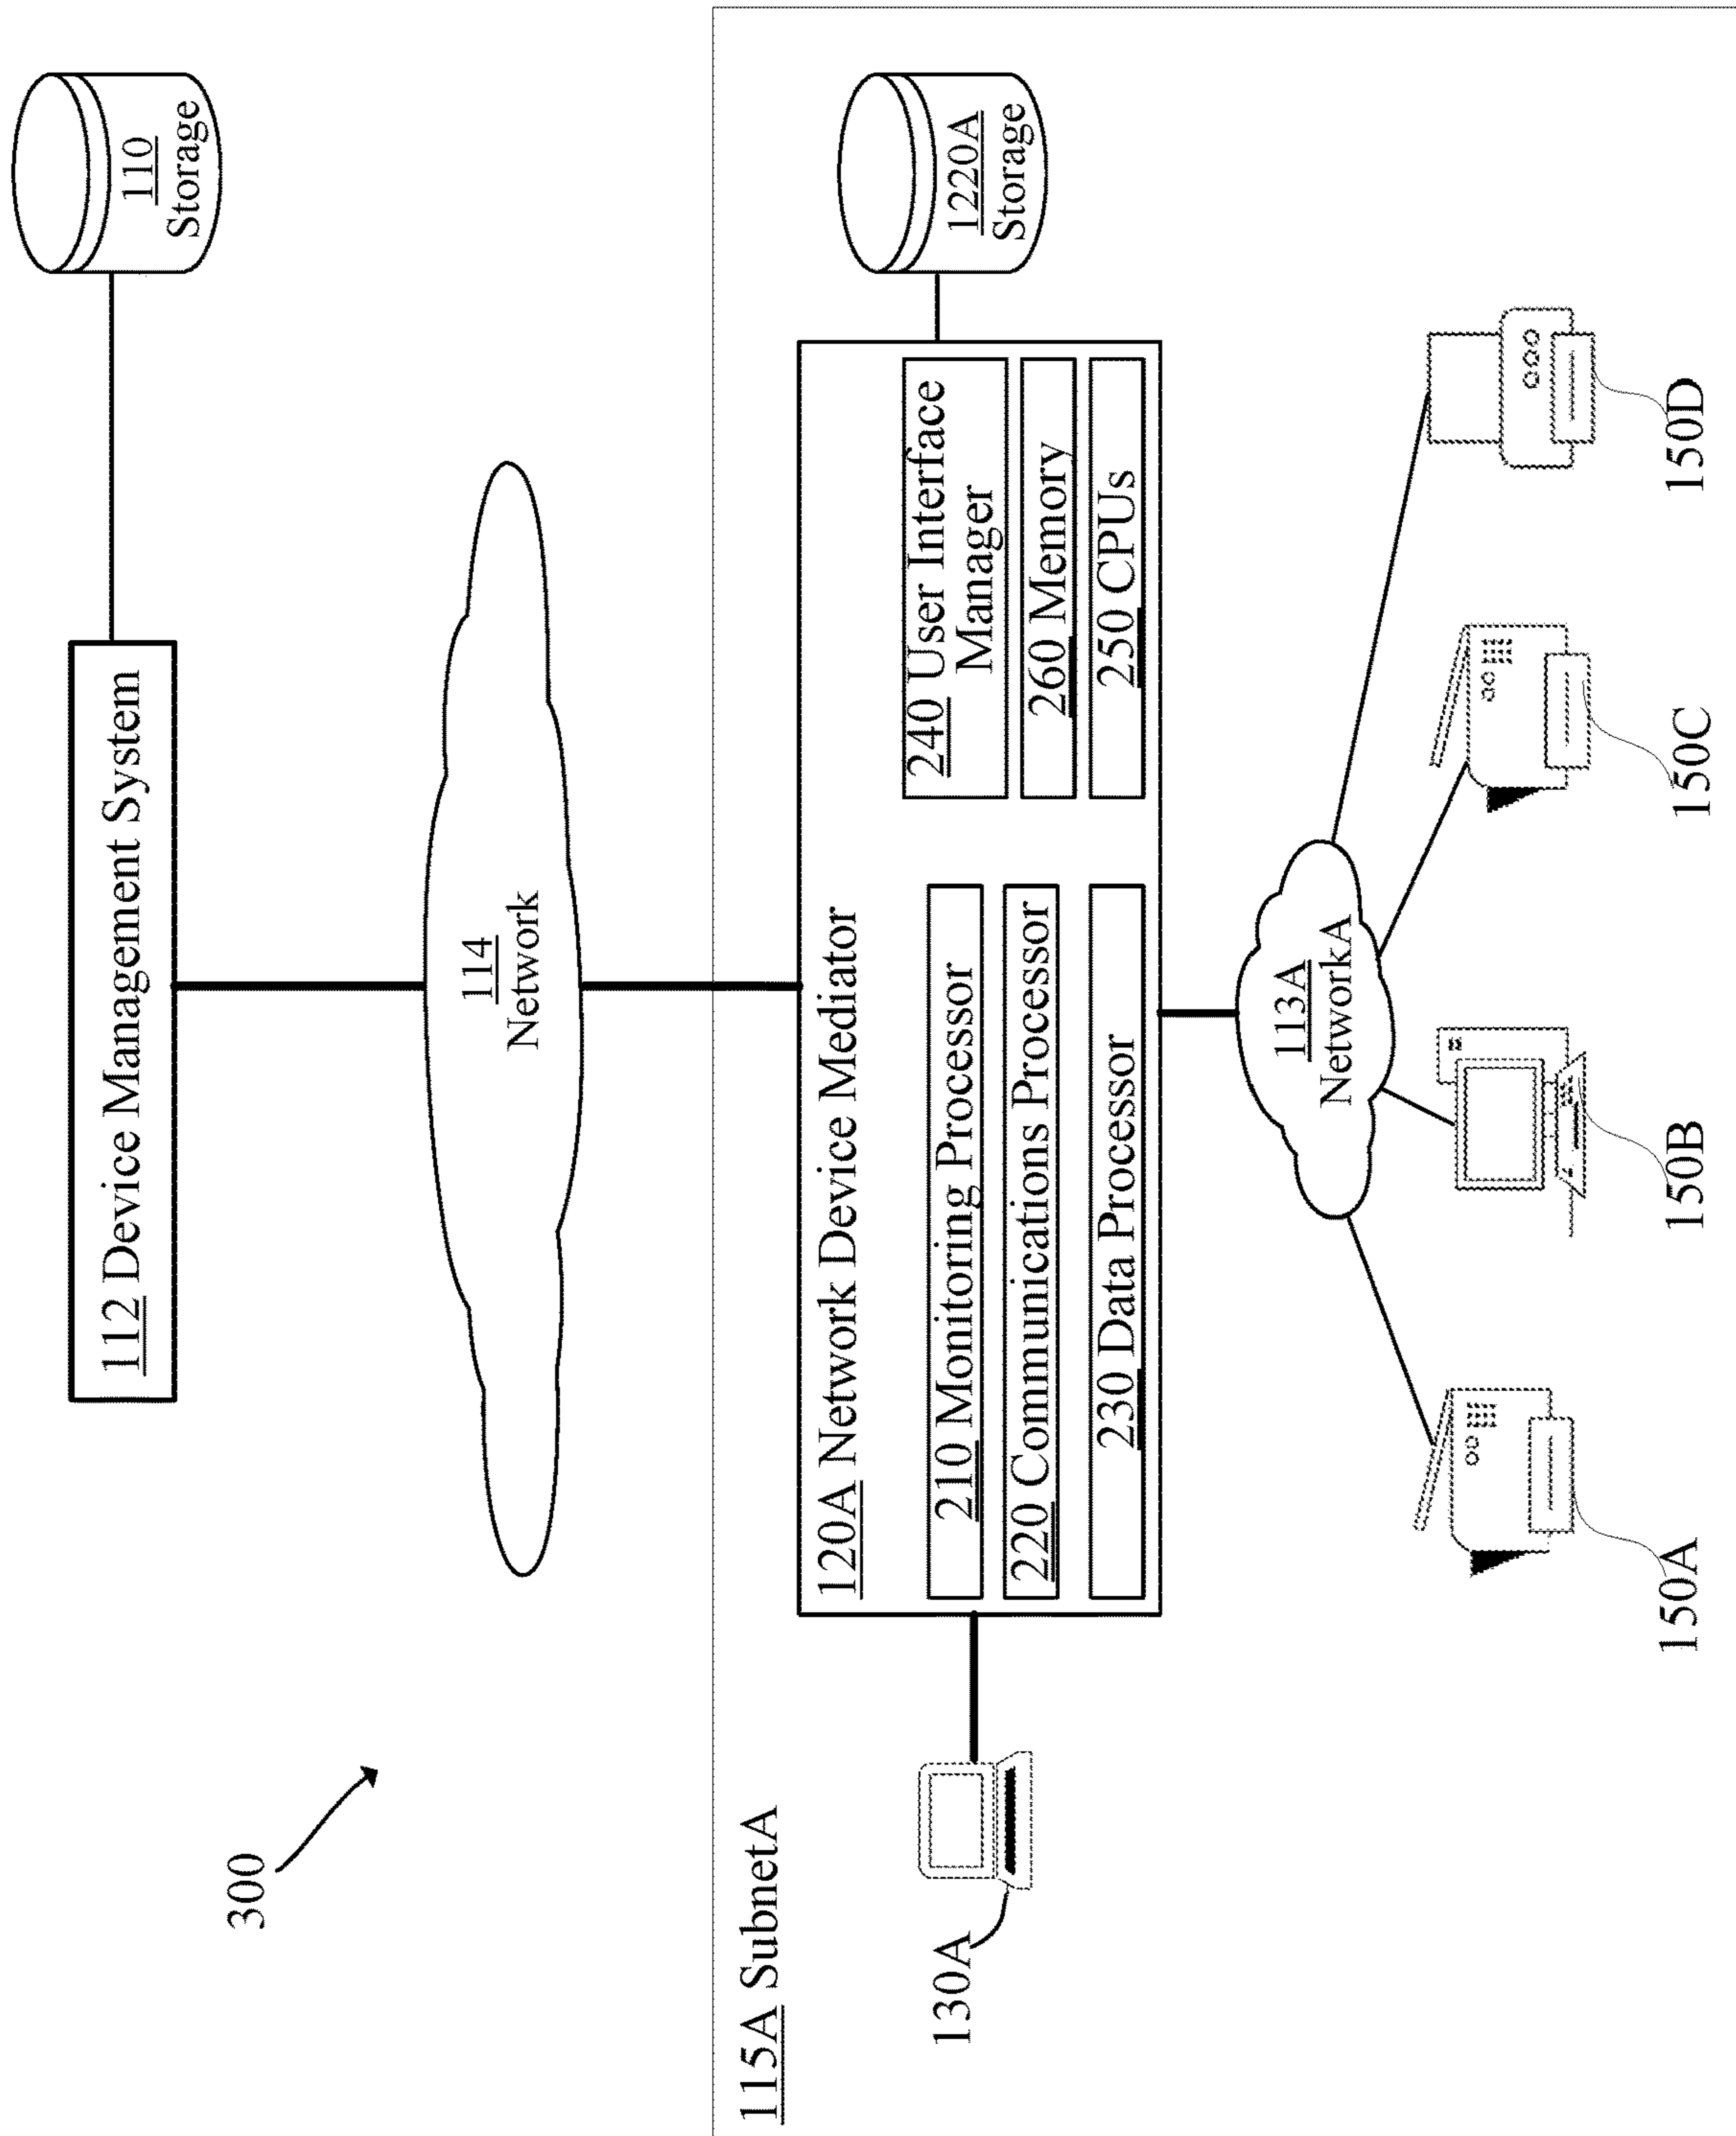 300
112 Device Management System
110
Storage
114
Network
115A SubnetA
120A Network Device Mediator
210 Monitoring Processor
220 Communications Processor
230 Data Processor
240 User Interface
Manager
260 Memory
250 CPUs
1220A
Storage
130A
113A
NetworkA
150A
150B
150C
150D